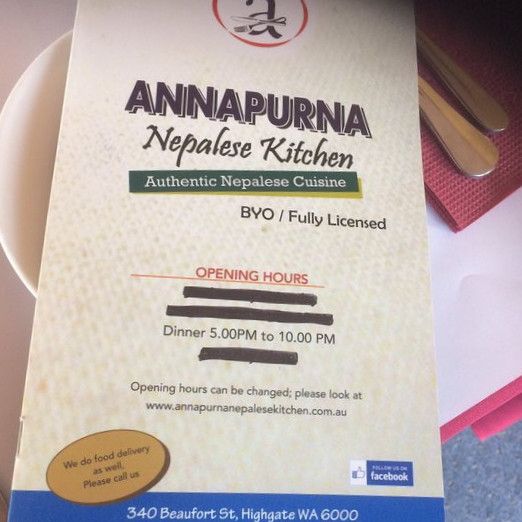 a
ANNAPURNA
Nepalese Kitchen
Authentic Nepalese Cuisine
BYO / Fully Licensed
OPENING HOURS
Dinner 5.00PM to 10.00 PM
Opening hours can be changed; please look at
www.annapurnanepalesekitchen.com.au
We do food delivery
as well,
Please call us
FOLLOW US ON
facebook
340 Beaufort St, Highgate WA 6000